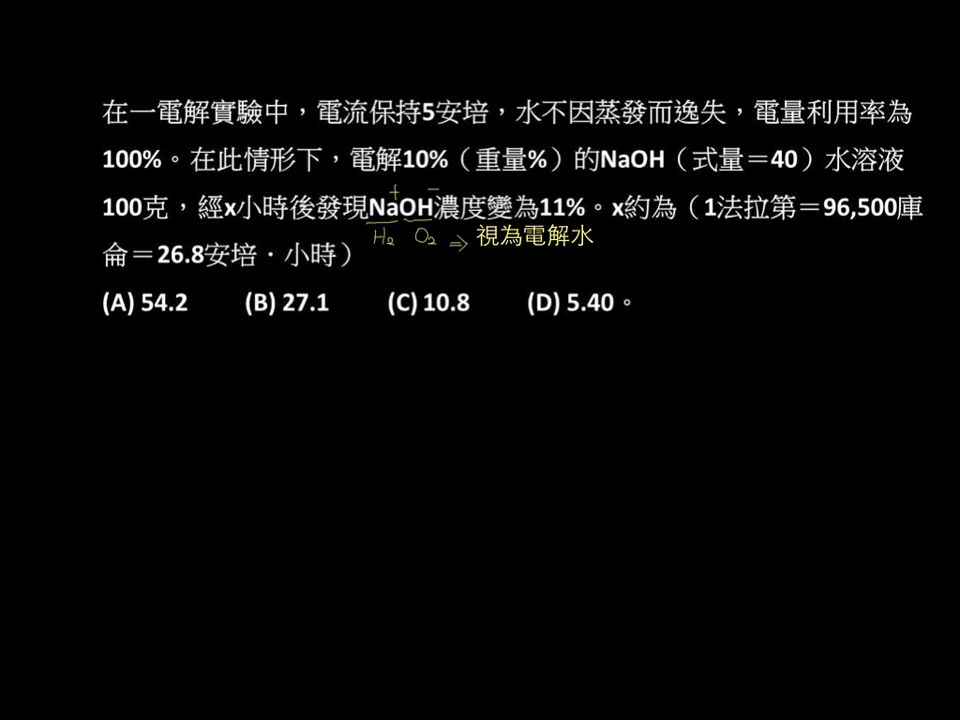 在一電解實驗中，電流保持5安培，水不因蒸發而逸失，電量利用率為
100%。在此情形下，電解10%（重量%）的NaOH（式量＝40）水溶液
100克，經x小時後發現NaOH濃度變為11%。x約為（1法拉第＝96,500庫
+ −
H₂ O₂ ⇒ 視為電解水
侖＝26.8安培．小時）
(A) 54.2 (B) 27.1 (C) 10.8 (D) 5.40。